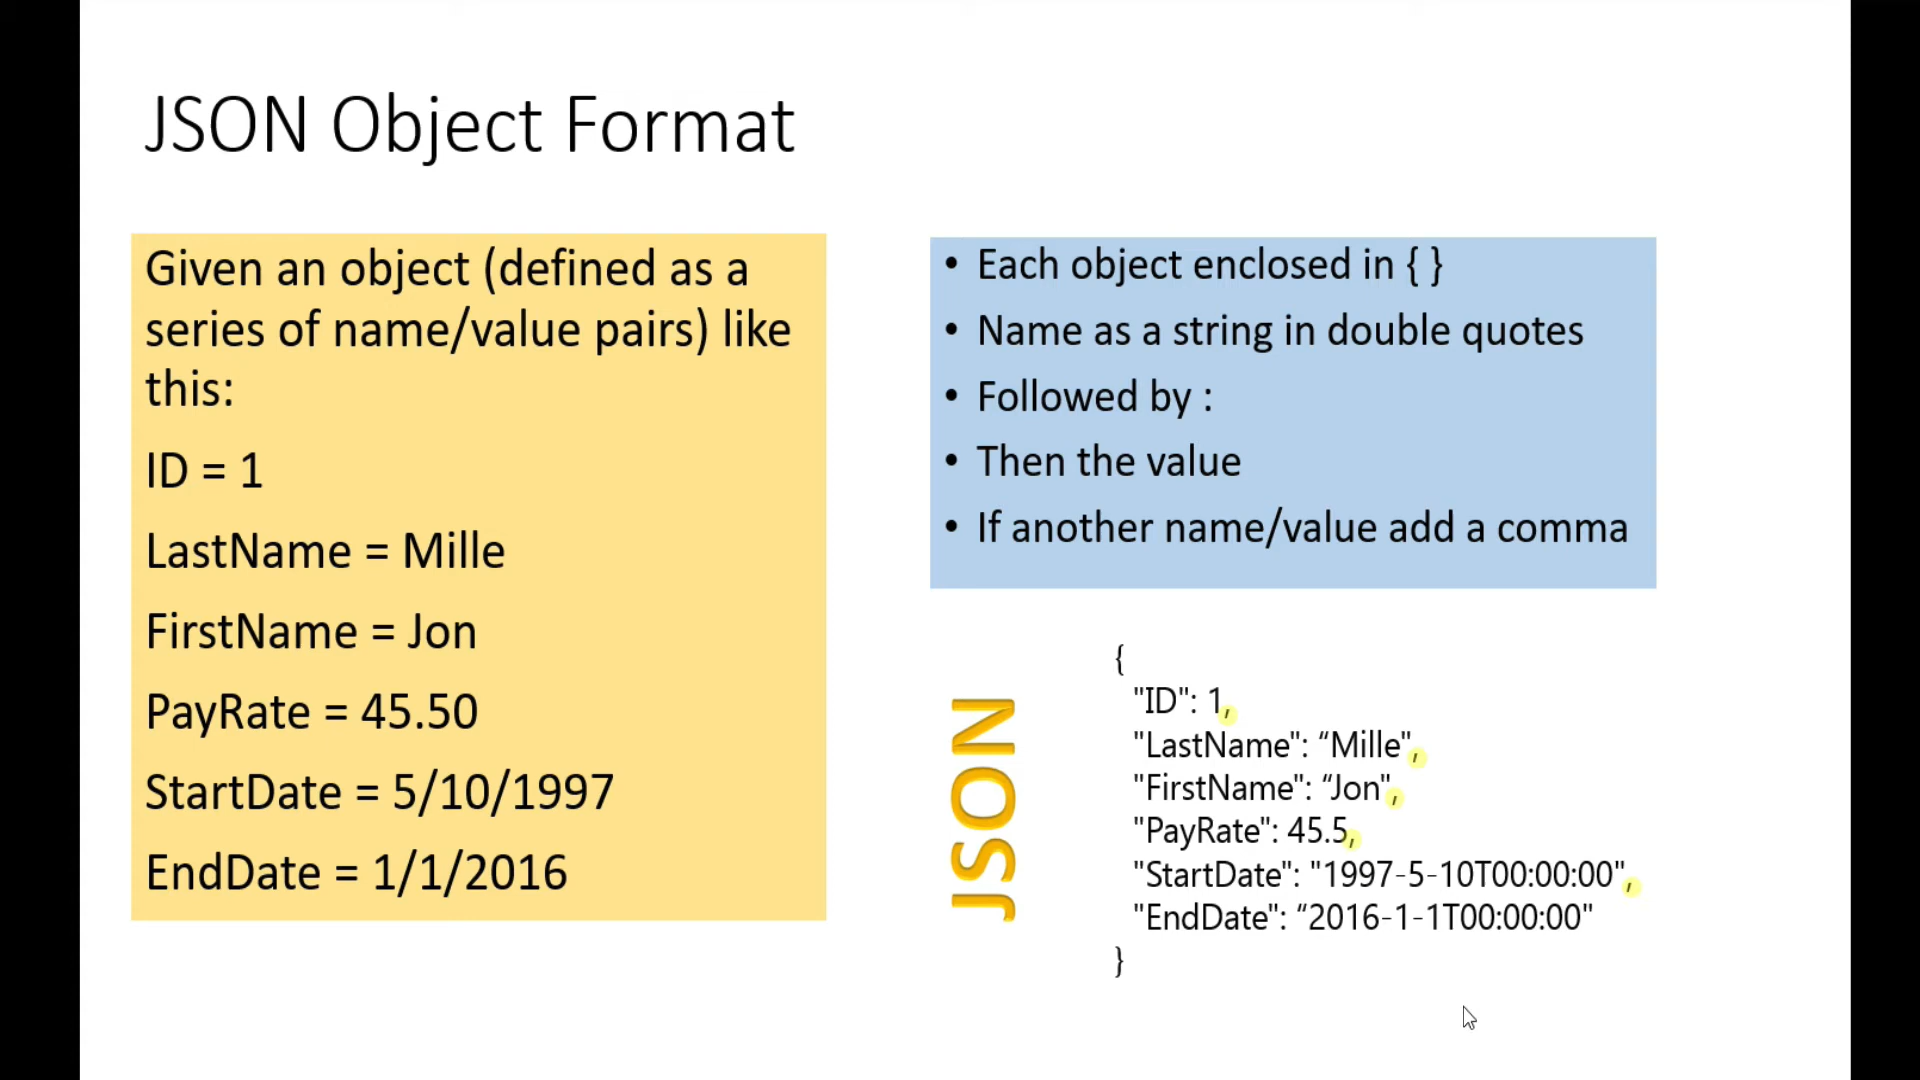 JSON Object Format
Given an object (defined as a
series of name/value pairs) like
this:
ID = 1
LastName = Mille
FirstName = Jon
PayRate = 45.50
StartDate = 5/10/1997
EndDate = 1/1/2016
• Each object enclosed in { }
• Name as a string in double quotes
• Followed by :
• Then the value
• If another name/value add a comma
JSON
{
"ID": 1,
"LastName": “Mille",
"FirstName": “Jon",
"PayRate": 45.5,
"StartDate": "1997-5-10T00:00:00",
"EndDate": “2016-1-1T00:00:00"
}